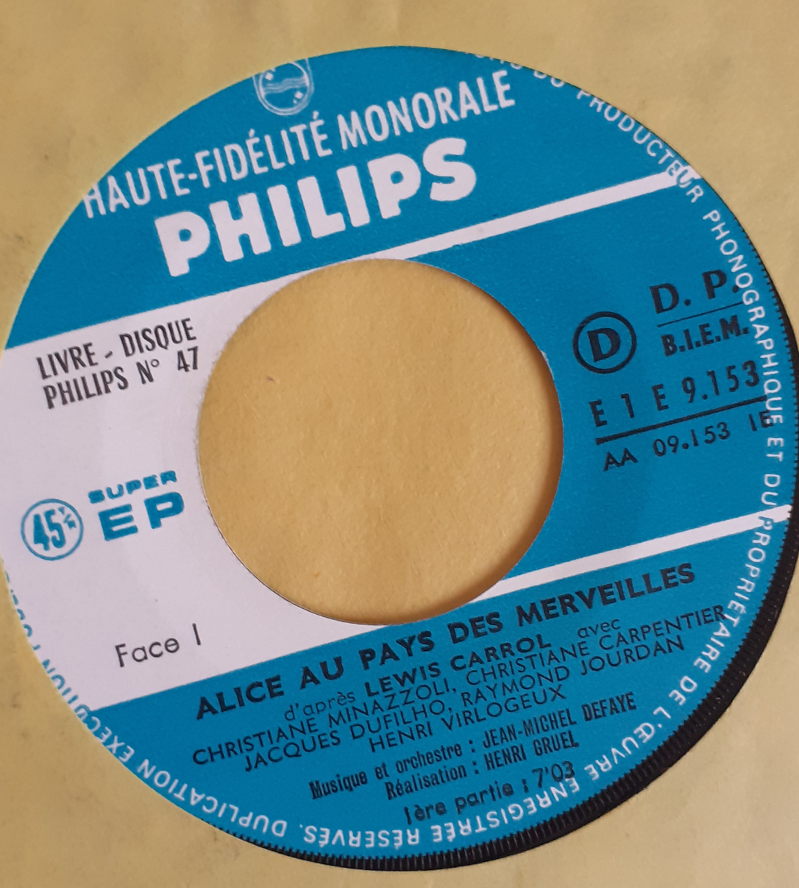 HAUTE-FIDÉLITÉ MONORALE
PHILIPS
LIVRE - DISQUE
PHILIPS N° 47
45 T/M
SUPER
EP
Face 1
D
D. P.
B.I.E.M.
E 1 E 9.153
AA 09.153 1E
ALICE AU PAYS DES MERVEILLES
d'après LEWIS CARROL avec
CHRISTIANE MINAZZOLI, CHRISTIANE CARPENTIER
JACQUES DUFILHO, RAYMOND JOURDAN
HENRI VIRLOGEUX
Musique et orchestre : JEAN-MICHEL DEFAYE
Réalisation : HENRI GRUEL
1ère partie : 7'03
DU PRODUCTEUR PHONOGRAPHIQUE ET DU PROPRIÉTAIRE DE L'ŒUVRE ENREGISTRÉE RÉSERVÉS. DUPLICATION EXÉCUTION